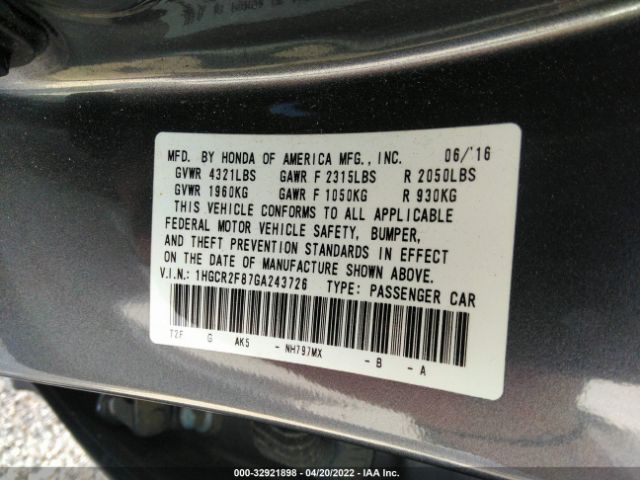 MFD. BY HONDA OF AMERICA MFG., INC. 06/'16
GVWR 4321LBS GAWR F 2315LBS R 2050LBS
GVWR 1960KG GAWR F 1050KG R 930KG
THIS VEHICLE CONFORMS TO ALL APPLICABLE
FEDERAL MOTOR VEHICLE SAFETY, BUMPER,
AND THEFT PREVENTION STANDARDS IN EFFECT
ON THE DATE OF MANUFACTURE SHOWN ABOVE.
V.I.N.: 1HGCR2F87GA243726 TYPE: PASSENGER CAR
T2F G AK5 - NH797MX - B - A
000-32921898 - 04/20/2022 - IAA Inc.